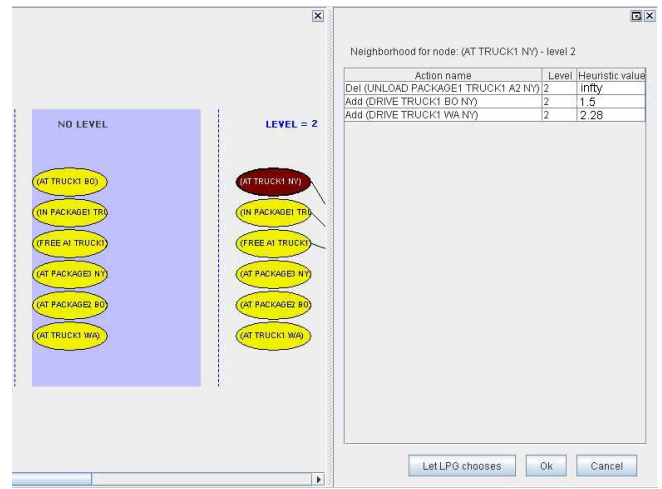 NO LEVEL
LEVEL = 2
(AT TRUCK1 BO)
(IN PACKAGE1 TRU
(FREE A1 TRUCK1)
(AT PACKAGE3 NY)
(AT PACKAGE2 BO)
(AT TRUCK1 WA)
(AT TRUCK1 NY)
(IN PACKAGE1 TRU
(FREE A1 TRUCK1)
(AT PACKAGE3 NY)
(AT PACKAGE2 BO)
(AT TRUCK1 WA)
Neighborhood for node: (AT TRUCK1 NY) - level 2
Action name Level Heuristic value
Del (UNLOAD PACKAGE1 TRUCK1 A2 NY) 2 infty
Add (DRIVE TRUCK1 BO NY) 2 1.5
Add (DRIVE TRUCK1 WA NY) 2 2.28
Let LPG chooses Ok Cancel